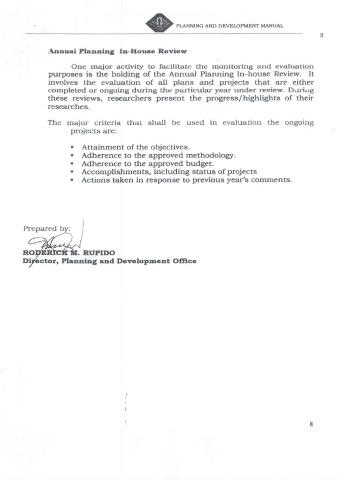 PLANNING AND DEVELOPMENT MANUAL
8
Annual Planning In-House Review
One major activity to facilitate the monitoring and evaluation
purposes is the bolding of the Annual Planning In-house Review. It
involves the evaluation of all plans and projects that are either
completed or ongoing during the particular year under review. During
these reviews, researchers present the progress/highlights of their
researches.
The major criteria that shall be used in evaluation the ongoing
projects are:
• Attainment of the objectives.
• Adherence to the approved methodology.
• Adherence to the approved budget.
• Accomplishments, including status of projects
• Actions taken in response to previous year's comments.
Prepared by:
RODERICK M. RUPIDO
Director, Planning and Development Office
8